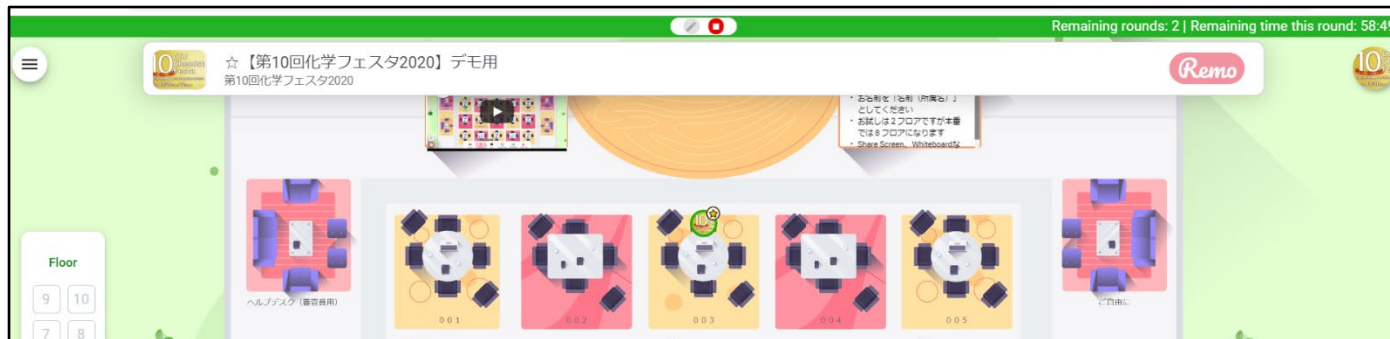 Remaining rounds: 2 | Remaining time this round: 58:49
☆【第10回化学フェスタ2020】デモ用
第10回化学フェスタ2020
Remo
・お名前を「名前（所属名）」
としてください
・お試しは2フロアですが本番
では8フロアになります
・Share Screen、Whiteboardな
Floor
9 10
7 8
ヘルプデスク（審査員用）
001 002 003 004 005
ご自由に